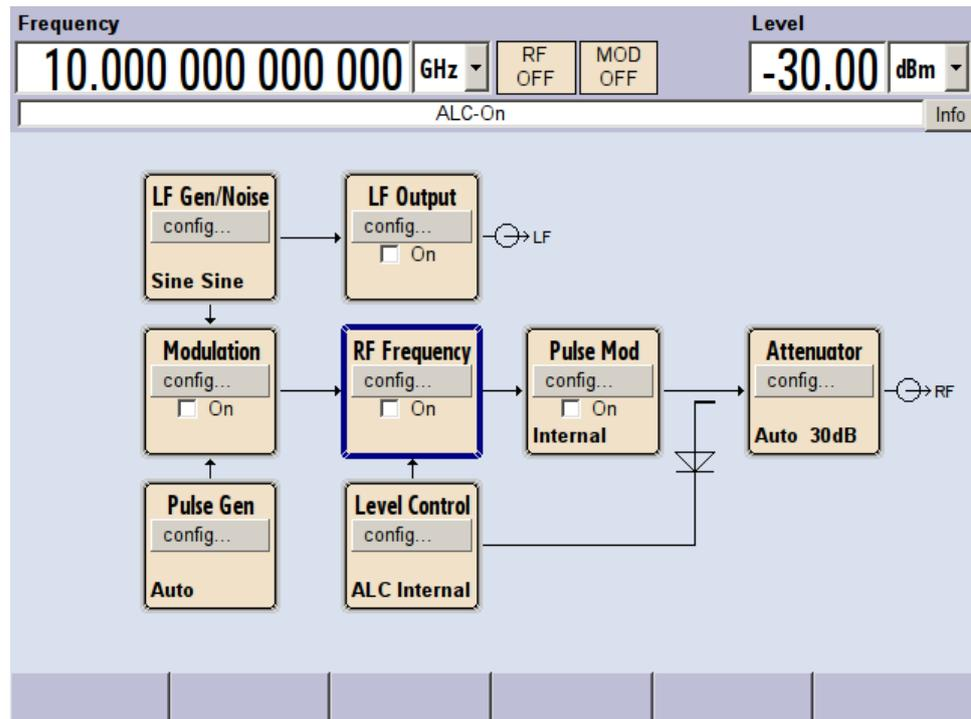 Frequency Level
10.000 000 000 000 GHz RF OFF MOD OFF -30.00 dBm
ALC-On Info
LF Gen/Noise
config...
Sine Sine
LF Output
config...
On
LF
Modulation
config...
On
RF Frequency
config...
On
Pulse Mod
config...
On
Internal
Attenuator
config...
Auto 30dB
RF
Pulse Gen
config...
Auto
Level Control
config...
ALC Internal